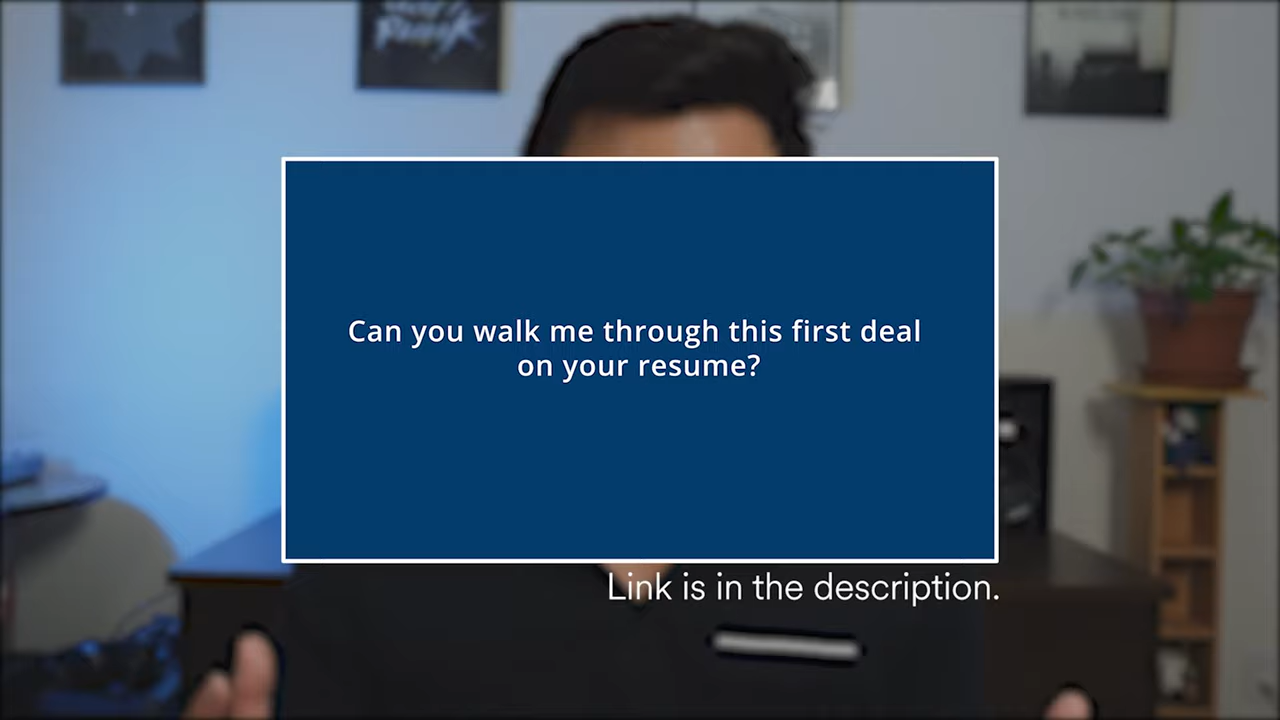 Can you walk me through this first deal
on your resume?
Link is in the description.